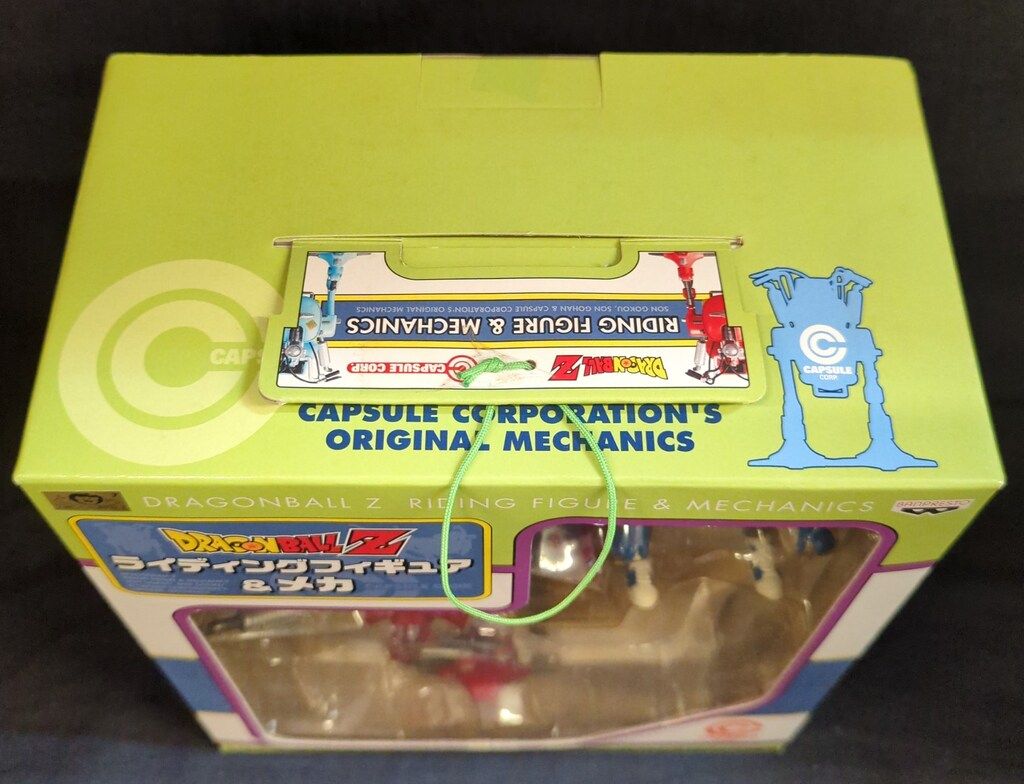 CAPS
SON GOKOU, SON GOHAN & CAPSULE CORPORATION'S ORIGINAL MECHANICS
RIDING FIGURE & MECHANICS
DRAGONBALL Z
CAPSULE CORP.
CAPSULE
CORP.
CAPSULE CORPORATION'S
ORIGINAL MECHANICS
DRAGONBALL Z RIDING FIGURE & MECHANICS
BANPRESTO
DRAGONBALL Z
ライディングフィギュア
&メカ